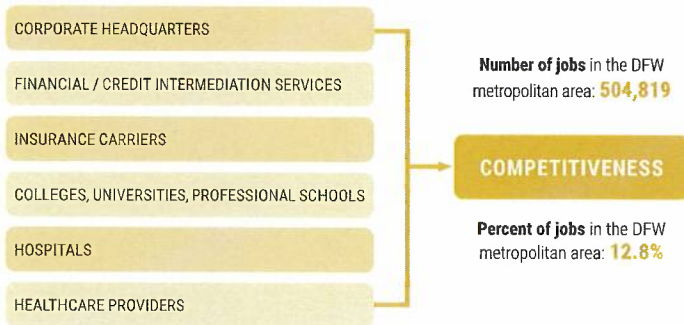 CORPORATE HEADQUARTERS
FINANCIAL / CREDIT INTERMEDIATION SERVICES
INSURANCE CARRIERS
COLLEGES, UNIVERSITIES, PROFESSIONAL SCHOOLS
HOSPITALS
HEALTHCARE PROVIDERS
Number of jobs in the DFW
metropolitan area: 504,819
COMPETITIVENESS
Percent of jobs in the DFW
metropolitan area: 12.8%